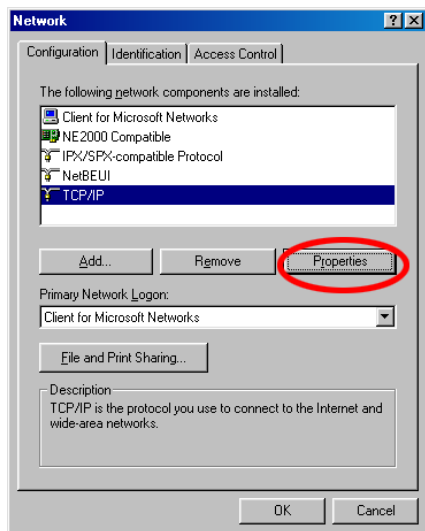 Network
Configuration Identification Access Control
The following network components are installed:
Client for Microsoft Networks
NE2000 Compatible
IPX/SPX-compatible Protocol
NetBEUI
TCP/IP
Add... Remove Properties
Primary Network Logon:
Client for Microsoft Networks
File and Print Sharing...
Description
TCP/IP is the protocol you use to connect to the Internet and
wide-area networks.
OK Cancel